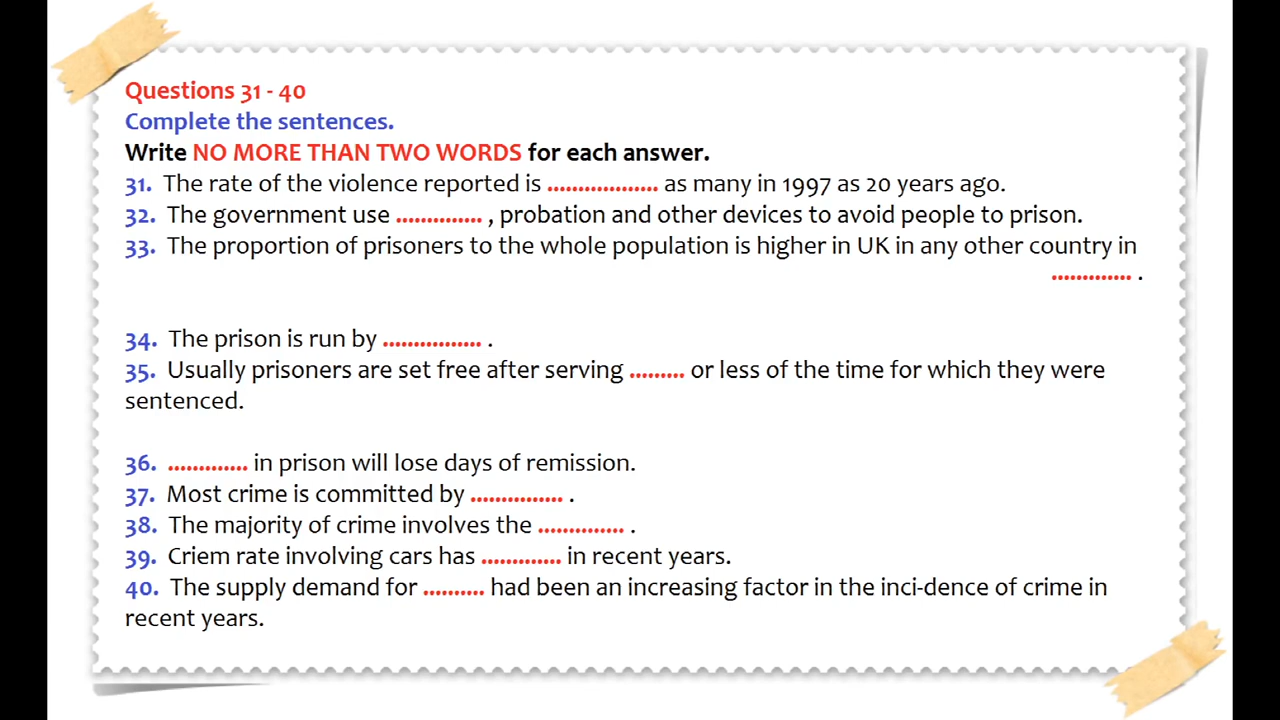 Questions 31 - 40
Complete the sentences.
Write NO MORE THAN TWO WORDS for each answer.
31. The rate of the violence reported is .................. as many in 1997 as 20 years ago.
32. The government use .............. , probation and other devices to avoid people to prison.
33. The proportion of prisoners to the whole population is higher in UK in any other country in
............. .
34. The prison is run by ................ .
35. Usually prisoners are set free after serving ......... or less of the time for which they were
sentenced.
36. ............. in prison will lose days of remission.
37. Most crime is committed by ............... .
38. The majority of crime involves the .............. .
39. Criem rate involving cars has ............. in recent years.
40. The supply demand for .......... had been an increasing factor in the inci-dence of crime in
recent years.